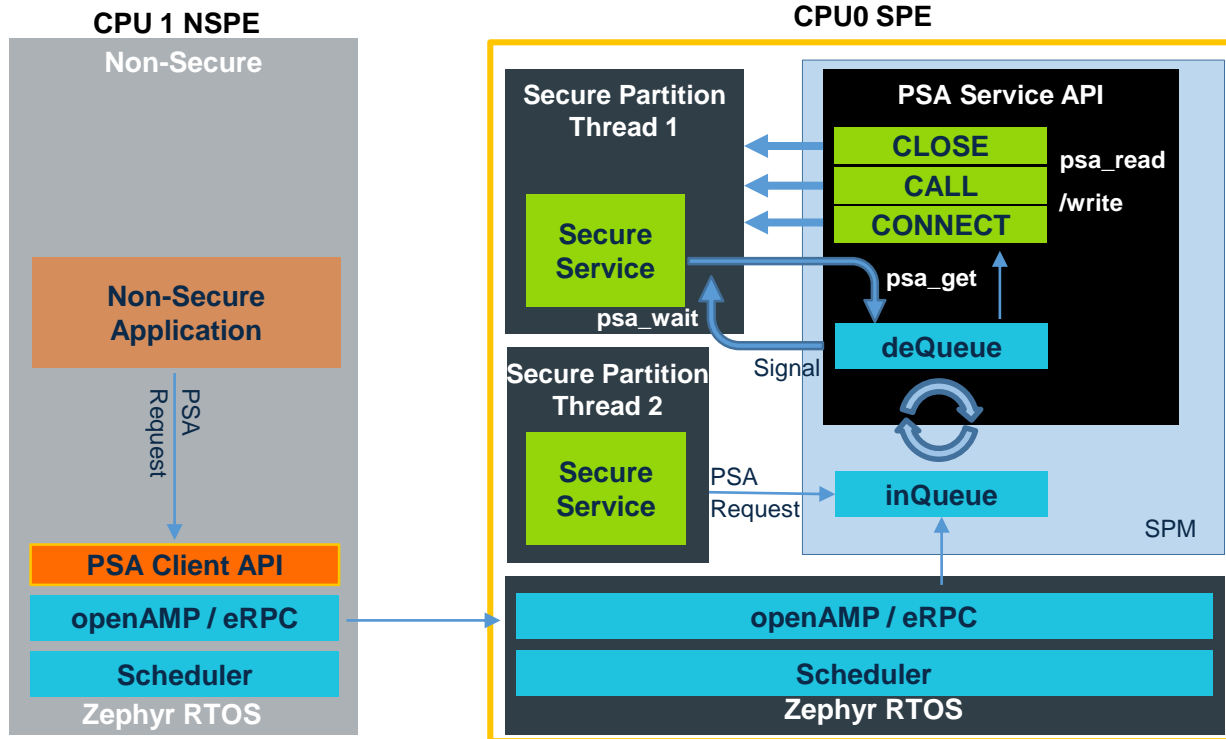 CPU 1 NSPE
Non-Secure
Non-Secure
Application
PSA
Request
PSA Client API
openAMP / eRPC
Scheduler
Zephyr RTOS
CPU0 SPE
Secure Partition
Thread 1
Secure
Service
psa_wait
PSA Service API
CLOSE
CALL
CONNECT
psa_read
/write
psa_get
deQueue
Signal
Secure Partition
Thread 2
Secure
Service
PSA
Request
inQueue
SPM
openAMP / eRPC
Scheduler
Zephyr RTOS